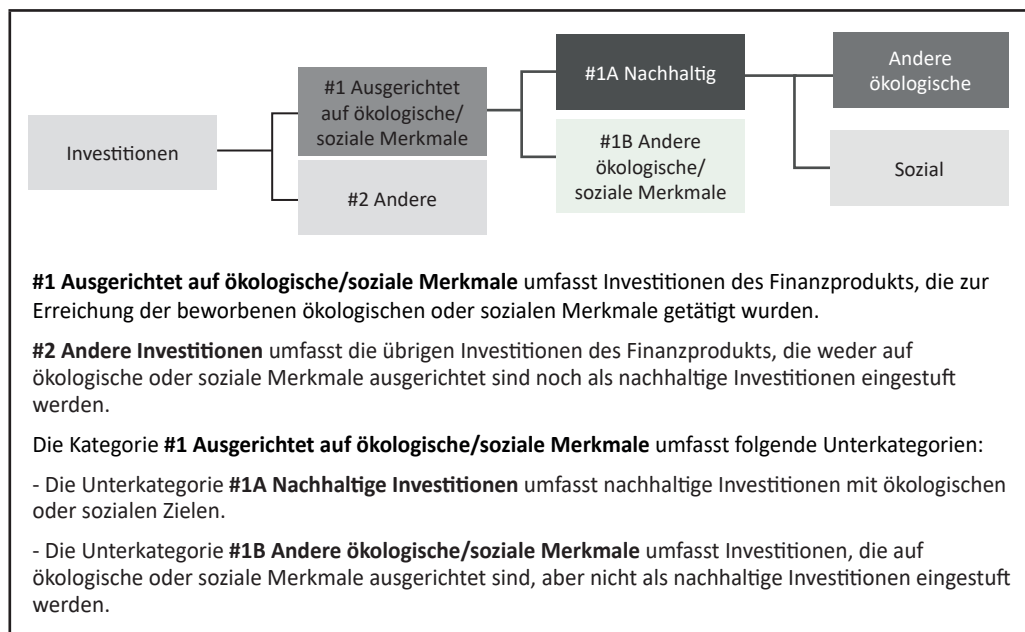 Investitionen
#1 Ausgerichtet
auf ökologische/
soziale Merkmale
#2 Andere
#1A Nachhaltig
#1B Andere
ökologische/
soziale Merkmale
Andere
ökologische
Sozial
#1 Ausgerichtet auf ökologische/soziale Merkmale umfasst Investitionen des Finanzprodukts, die zur
Erreichung der beworbenen ökologischen oder sozialen Merkmale getätigt wurden.
#2 Andere Investitionen umfasst die übrigen Investitionen des Finanzprodukts, die weder auf
ökologische oder soziale Merkmale ausgerichtet sind noch als nachhaltige Investitionen eingestuft
werden.
Die Kategorie #1 Ausgerichtet auf ökologische/soziale Merkmale umfasst folgende Unterkategorien:
- Die Unterkategorie #1A Nachhaltige Investitionen umfasst nachhaltige Investitionen mit ökologischen
oder sozialen Zielen.
- Die Unterkategorie #1B Andere ökologische/soziale Merkmale umfasst Investitionen, die auf
ökologische oder soziale Merkmale ausgerichtet sind, aber nicht als nachhaltige Investitionen eingestuft
werden.